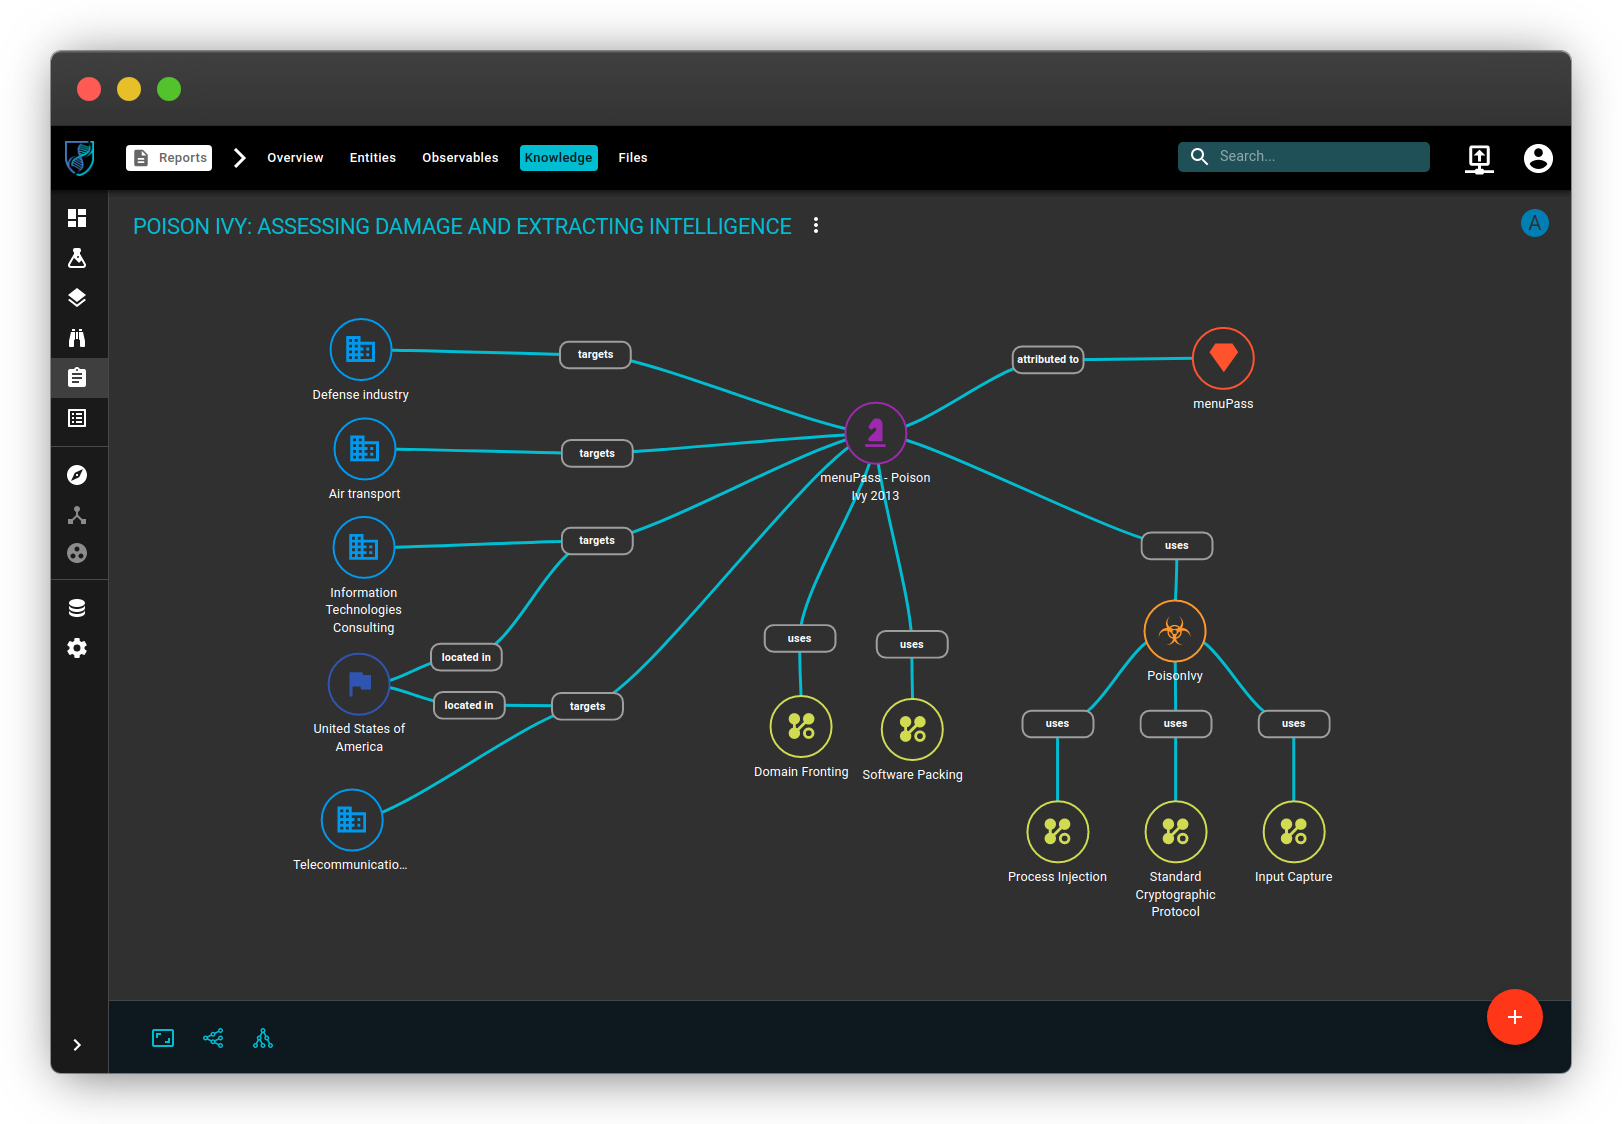 Reports
Overview
Entities
Observables
Knowledge
Files
Search...
POISON IVY: ASSESSING DAMAGE AND EXTRACTING INTELLIGENCE
A
Defense industry
targets
attributed to
menuPass
Air transport
targets
menuPass - Poison
Ivy 2013
Information
Technologies
Consulting
targets
uses
United States of
America
located in
located in
targets
uses
uses
PoisonIvy
Domain Fronting
Software Packing
uses
uses
uses
Telecommunicatio...
Process Injection
Standard
Cryptographic
Protocol
Input Capture